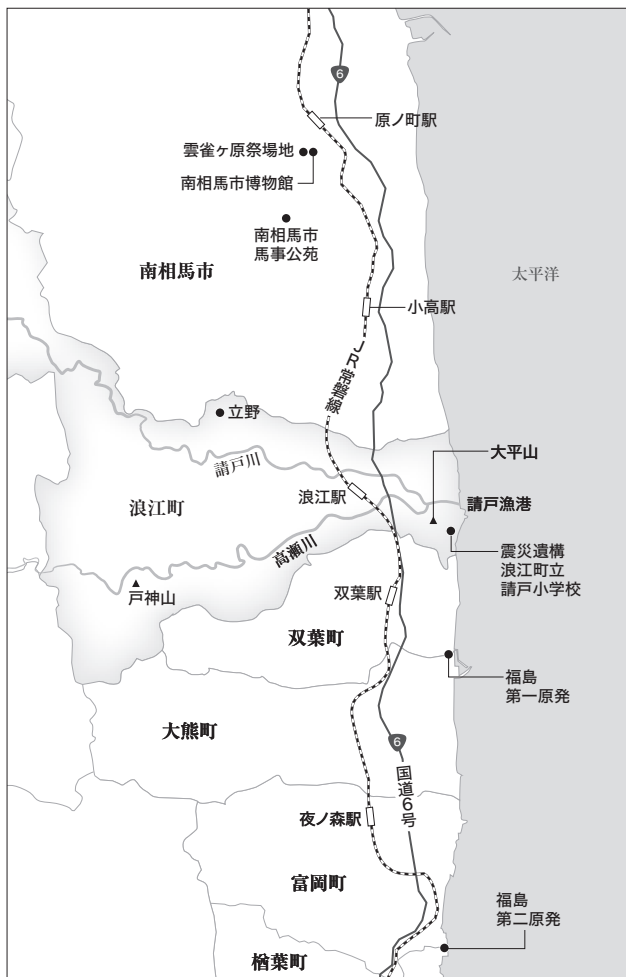 6
原ノ町駅
雲雀ヶ原祭場地
南相馬市博物館
南相馬市
馬事公苑
南相馬市
太平洋
小高駅
JR常磐線
立野
請戸川
大平山
浪江駅
請戸漁港
浪江町
高瀬川
震災遺構
浪江町立
請戸小学校
戸神山
双葉駅
双葉町
福島
第一原発
大熊町
6
国道6号
夜ノ森駅
富岡町
福島
第二原発
楢葉町